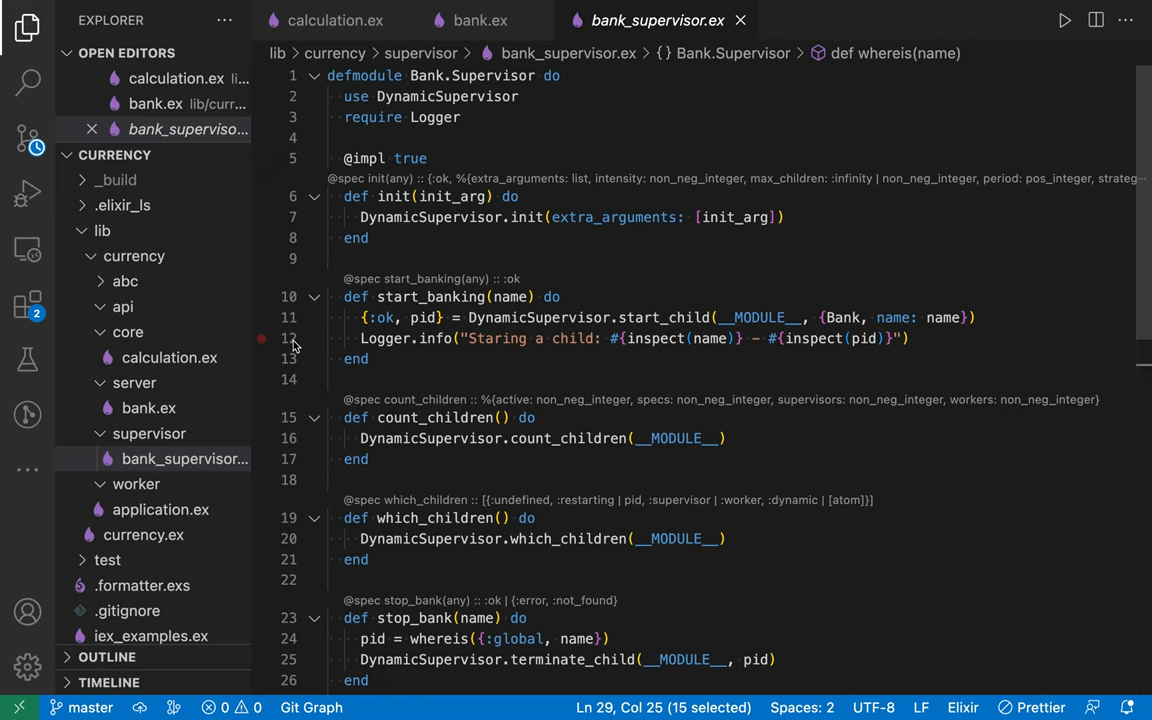 EXPLORER
OPEN EDITORS
calculation.ex li...
bank.ex lib/curr...
bank_superviso...
CURRENCY
_build
.elixir_ls
lib
currency
abc
api
core
calculation.ex
server
bank.ex
supervisor
bank_supervisor...
worker
application.ex
currency.ex
test
.formatter.exs
.gitignore
iex_examples.ex
OUTLINE
TIMELINE
2
calculation.ex
bank.ex
bank_supervisor.ex
lib > currency > supervisor > bank_supervisor.ex > {} Bank.Supervisor > def whereis(name)
1 defmodule Bank.Supervisor do
2 use DynamicSupervisor
3 require Logger
4
5 @impl true
@spec init(any) :: {:ok, %{extra_arguments: list, intensity: non_neg_integer, max_children: :infinity | non_neg_integer, period: pos_integer, strateg...
6 def init(init_arg) do
7 DynamicSupervisor.init(extra_arguments: [init_arg])
8 end
9
@spec start_banking(any) :: :ok
10 def start_banking(name) do
11 {:ok, pid} = DynamicSupervisor.start_child(__MODULE__, {Bank, name: name})
12 Logger.info("Staring a child: #{inspect(name)} - #{inspect(pid)}")
13 end
14
@spec count_children :: %{active: non_neg_integer, specs: non_neg_integer, supervisors: non_neg_integer, workers: non_neg_integer}
15 def count_children() do
16 DynamicSupervisor.count_children(__MODULE__)
17 end
18
@spec which_children :: [{:undefined, :restarting | pid, :supervisor | :worker, :dynamic | [atom]}]
19 def which_children() do
20 DynamicSupervisor.which_children(__MODULE__)
21 end
22
@spec stop_bank(any) :: :ok | {:error, :not_found}
23 def stop_bank(name) do
24 pid = whereis({:global, name})
25 DynamicSupervisor.terminate_child(__MODULE__, pid)
26 end
master 0 0 Git Graph Ln 29, Col 25 (15 selected) Spaces: 2 UTF-8 LF Elixir Prettier